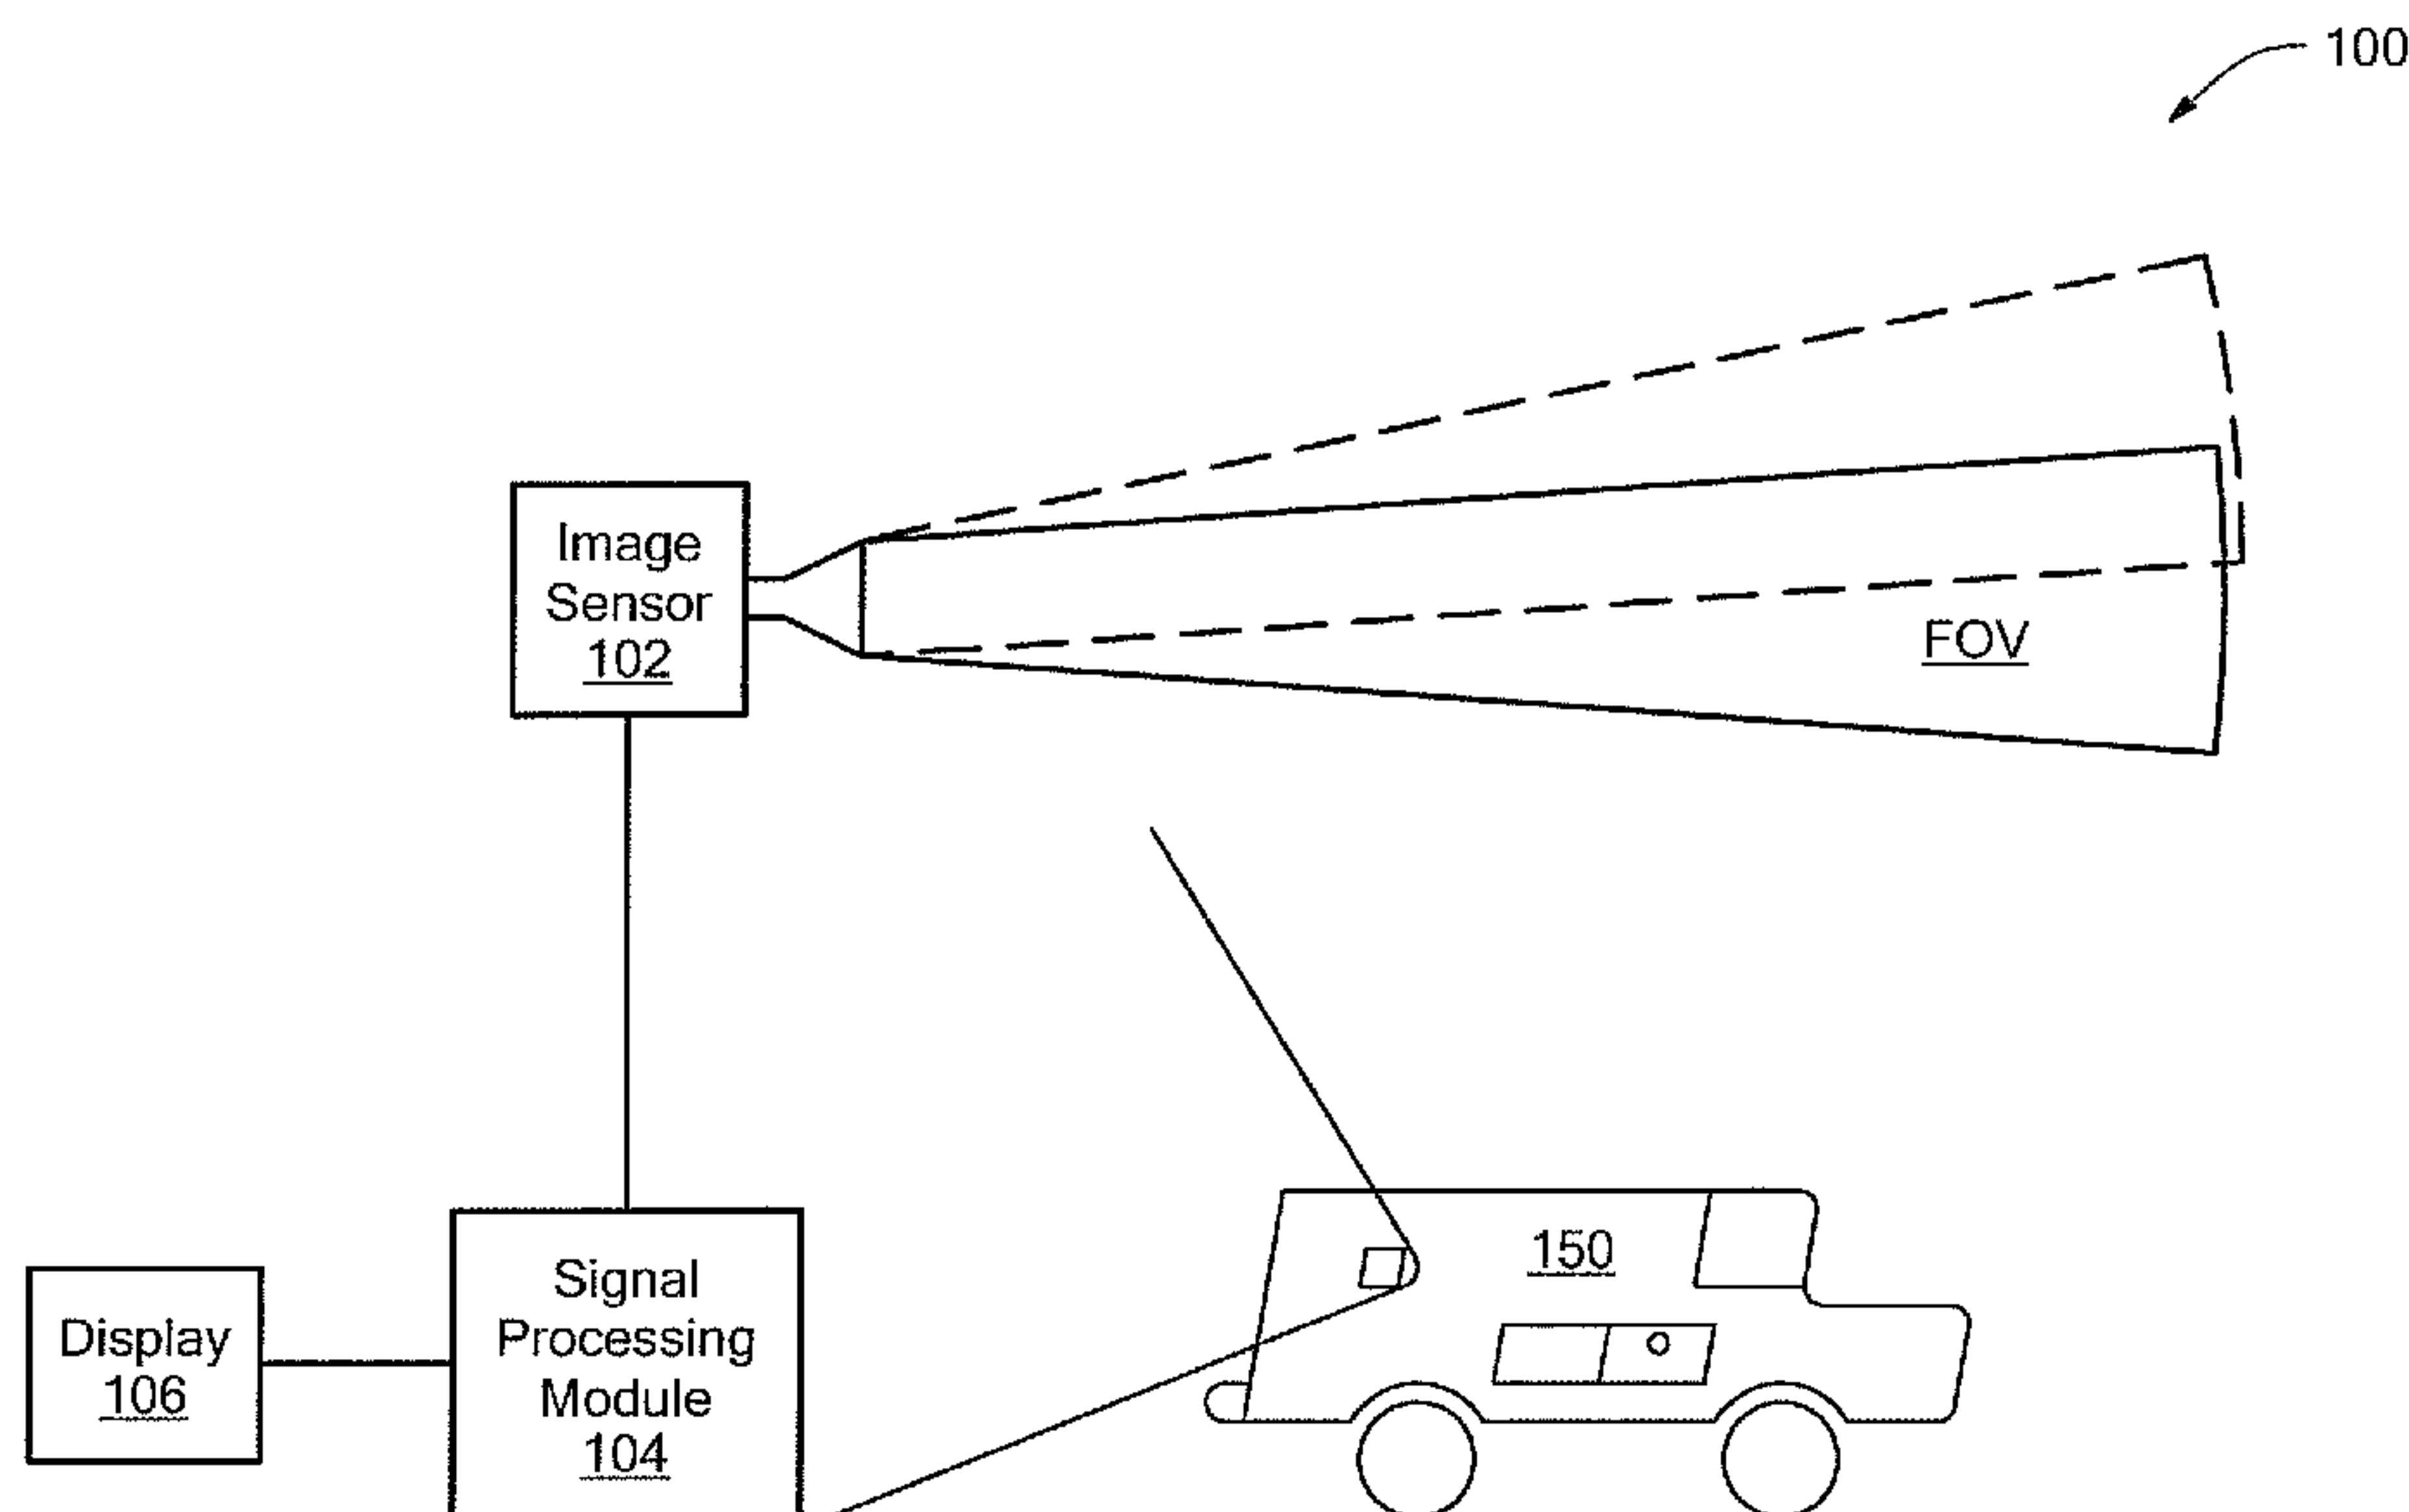 100
Image
Sensor
102
FOV
150
Signal
Processing
Module
104
Display
106